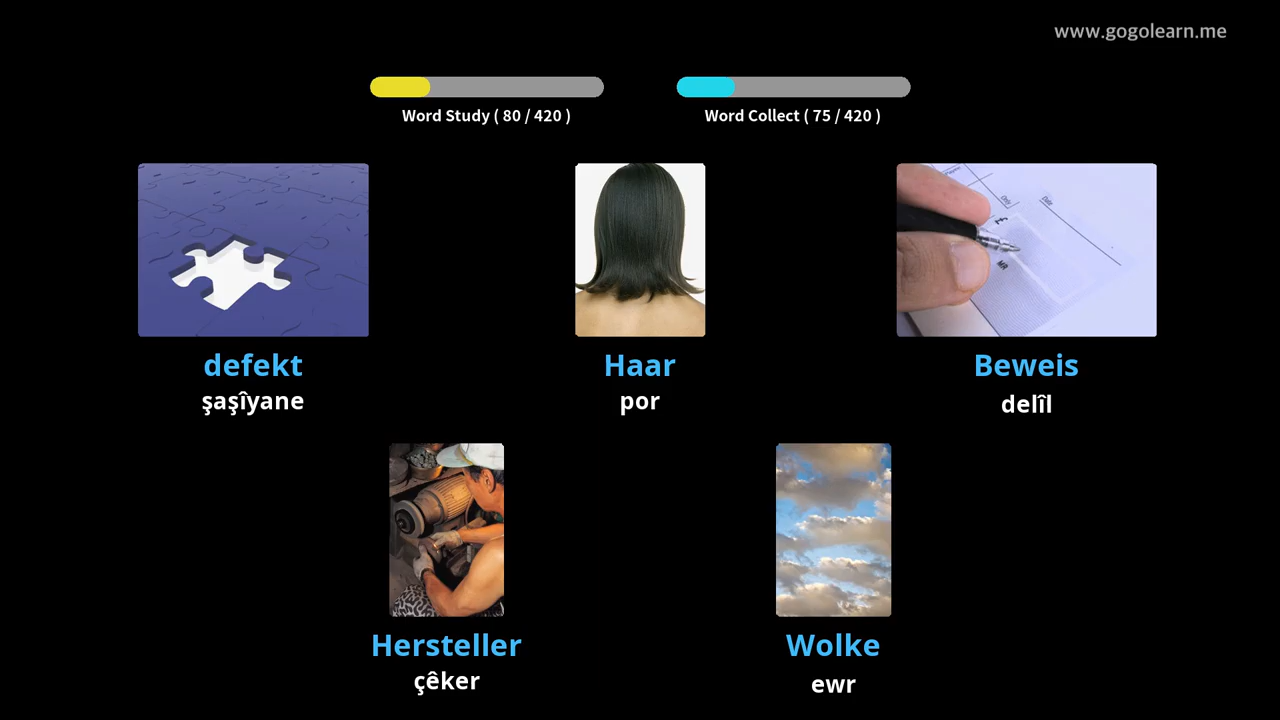 www.gogolearn.me
Word Study ( 80 / 420 )
Word Collect ( 75 / 420 )
defekt
şaşîyane
Haar
por
Beweis
delîl
Hersteller
çêker
Wolke
ewr